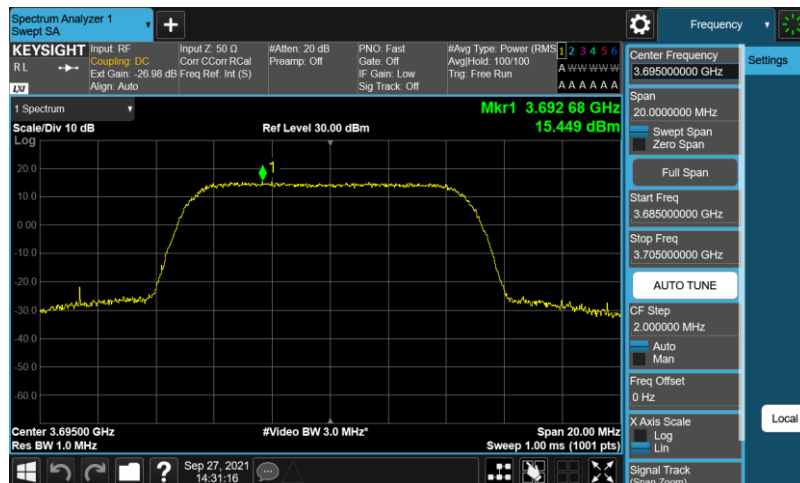 Spectrum Analyzer 1
Swept SA
+
Frequency
KEYSIGHT
RL
LXI
Input: RF
Coupling: DC
Ext Gain: -26.98 dB
Align: Auto
Input Z: 50 Ω
Corr CCorr RCal
Freq Ref: Int (S)
#Atten: 20 dB
Preamp: Off
PNO: Fast
Gate: Off
IF Gain: Low
Sig Track: Off
#Avg Type: Power (RMS
Avg|Hold: 100/100
Trig: Free Run
1 2 3 4 5 6
A W W W W W
A A A A A A
1 Spectrum
Scale/Div 10 dB
Log
Ref Level 30.00 dBm
Mkr1 3.692 68 GHz
15.449 dBm
1
20.0
10.0
0.00
-10.0
-20.0
-30.0
-40.0
-50.0
-60.0
Center 3.69500 GHz
#Video BW 3.0 MHz*
Span 20.00 MHz
Res BW 1.0 MHz
Sweep 1.00 ms (1001 pts)
?
Sep 27, 2021
14:31:16
Center Frequency
3.695000000 GHz
Span
20.0000000 MHz
Swept Span
Zero Span
Full Span
Start Freq
3.685000000 GHz
Stop Freq
3.705000000 GHz
AUTO TUNE
CF Step
2.000000 MHz
Auto
Man
Freq Offset
0 Hz
X Axis Scale
Log
Lin
Signal Track
(Span Zoom)
Settings
Local